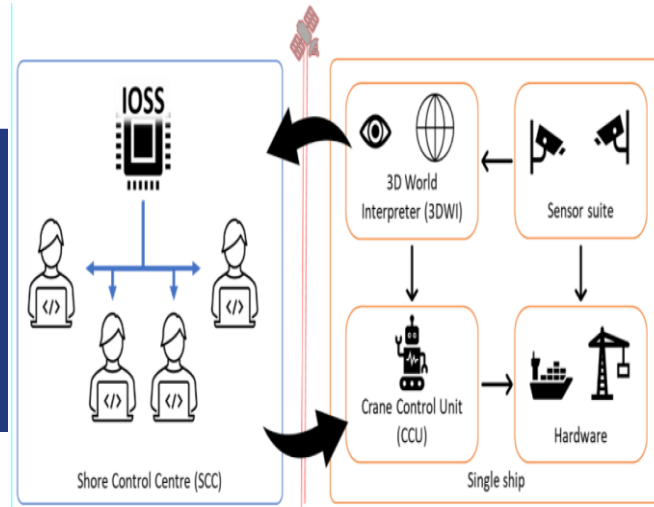 IOSS
</>
</>
</>
</>
Shore Control Centre (SCC)
3D World
Interpreter (3DWI)
Sensor suite
Crane Control Unit
(CCU)
Hardware
Single ship